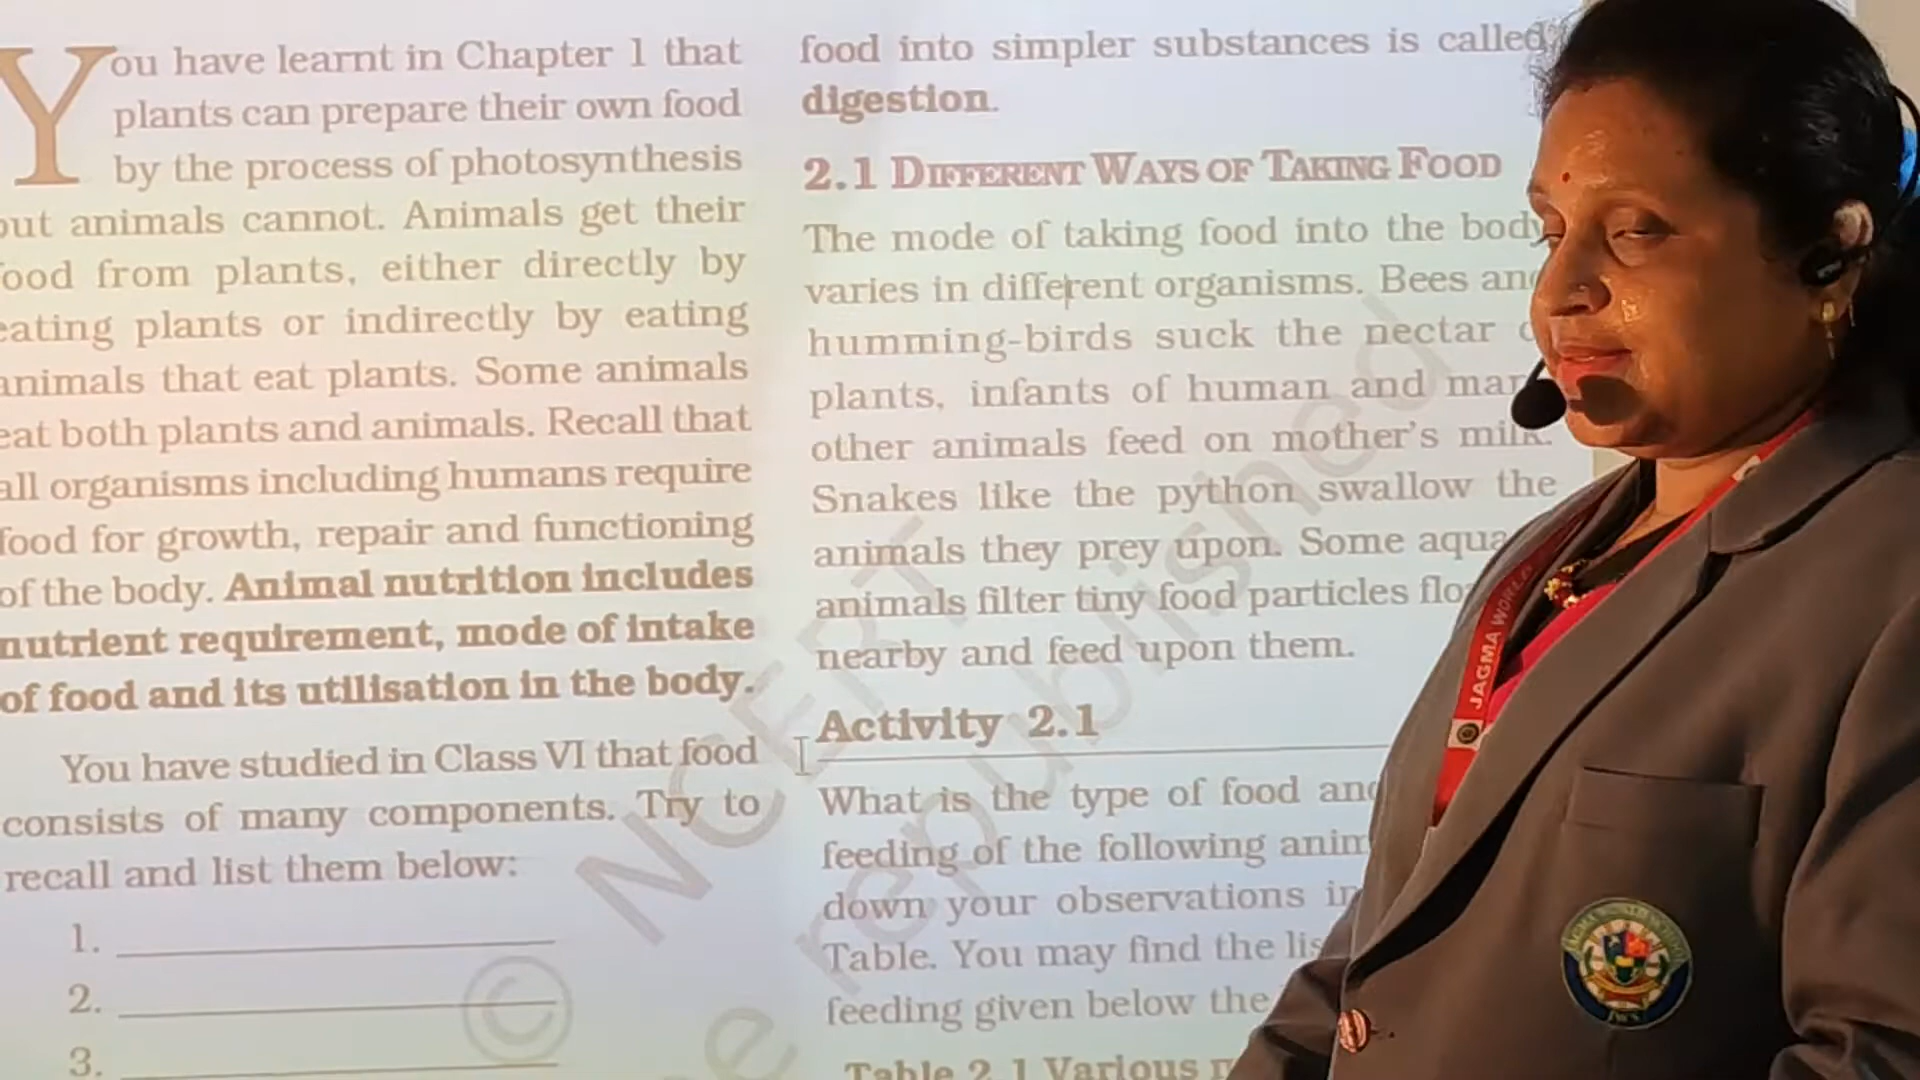 You have learnt in Chapter 1 that
plants can prepare their own food
by the process of photosynthesis
but animals cannot. Animals get their
food from plants, either directly by
eating plants or indirectly by eating
animals that eat plants. Some animals
eat both plants and animals. Recall that
all organisms including humans require
food for growth, repair and functioning
of the body. Animal nutrition includes
nutrient requirement, mode of intake
of food and its utilisation in the body.
You have studied in Class VI that food
consists of many components. Try to
recall and list them below:
1.
2.
3.
food into simpler substances is called
digestion.
2.1 DIFFERENT WAYS OF TAKING FOOD
The mode of taking food into the body
varies in different organisms. Bees and
humming-birds suck the nectar
plants, infants of human and many
other animals feed on mother's milk.
Snakes like the python swallow the
animals they prey upon. Some aqua
animals filter tiny food particles flo
nearby and feed upon them.
Activity 2.1
What is the type of food and
feeding of the following anim
down your observations in
Table. You may find the lis
feeding given below the
Table 2.1 Various
© NCERT
republished
JAGMA WORLD